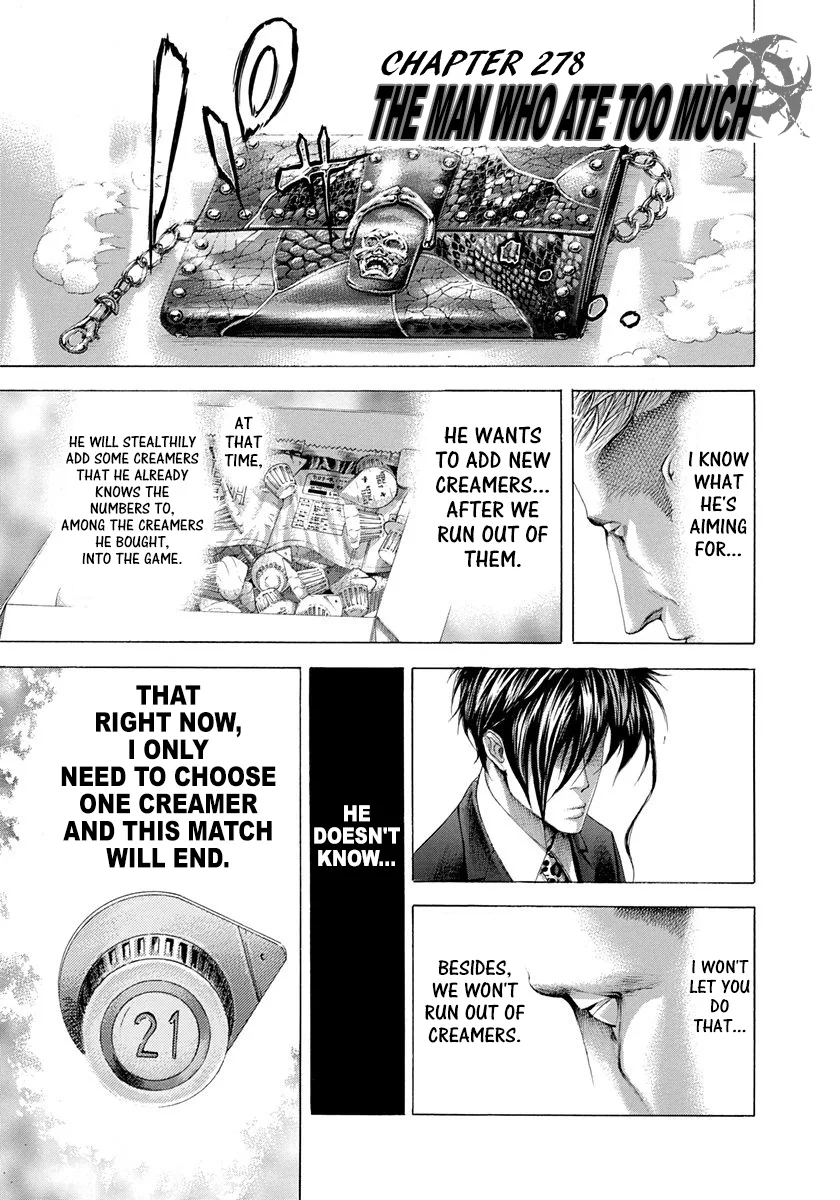 CHAPTER 278
THE MAN WHO ATE TOO MUCH
I KNOW
WHAT
HE'S
AIMING
FOR...
HE WANTS
TO ADD NEW
CREAMERS...
AFTER WE
RUN OUT OF
THEM.
AT
THAT
TIME,
HE WILL STEALTHILY
ADD SOME CREAMERS
THAT HE ALREADY
KNOWS THE
NUMBERS TO,
AMONG THE CREAMERS
HE BOUGHT,
INTO THE GAME.
I WON'T
LET YOU
DO
THAT...
BESIDES,
WE WON'T
RUN OUT OF
CREAMERS.
HE
DOESN'T
KNOW...
THAT
RIGHT NOW,
I ONLY
NEED TO CHOOSE
ONE CREAMER
AND THIS MATCH
WILL END.
21